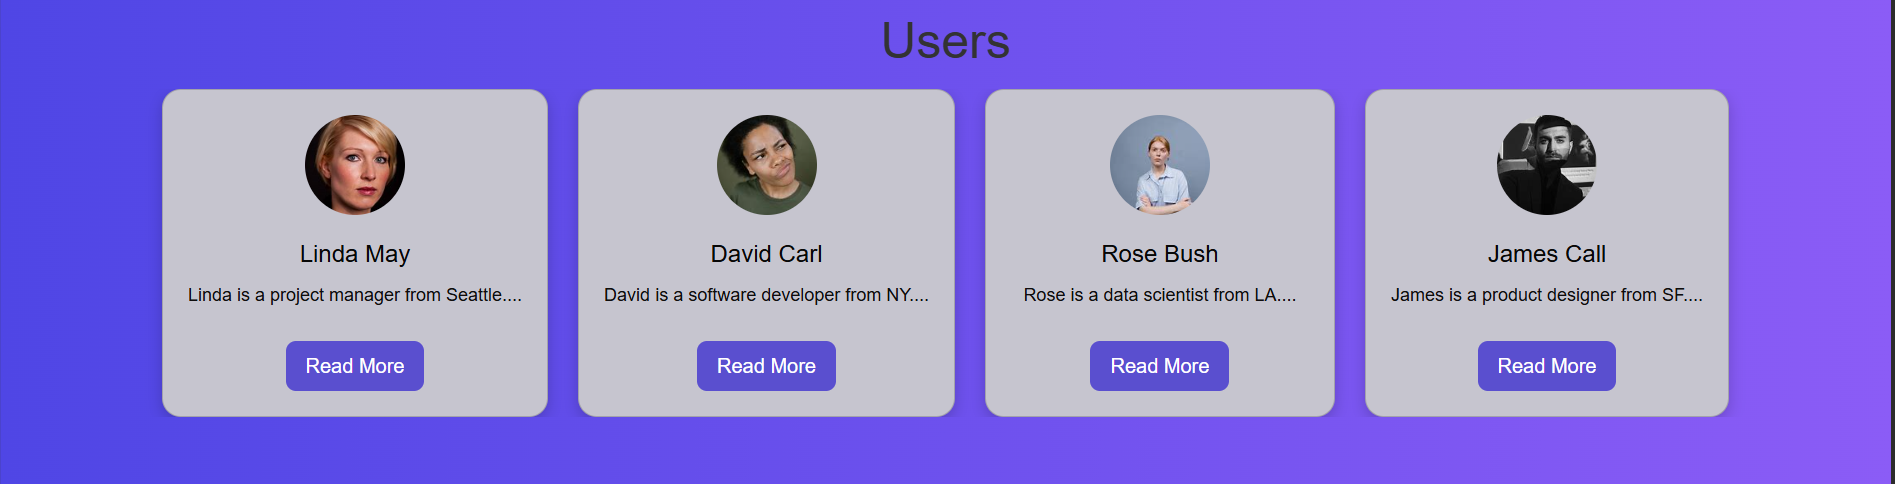 Users
Linda May
Linda is a project manager from Seattle....
Read More
David Carl
David is a software developer from NY....
Read More
Rose Bush
Rose is a data scientist from LA....
Read More
James Call
James is a product designer from SF....
Read More